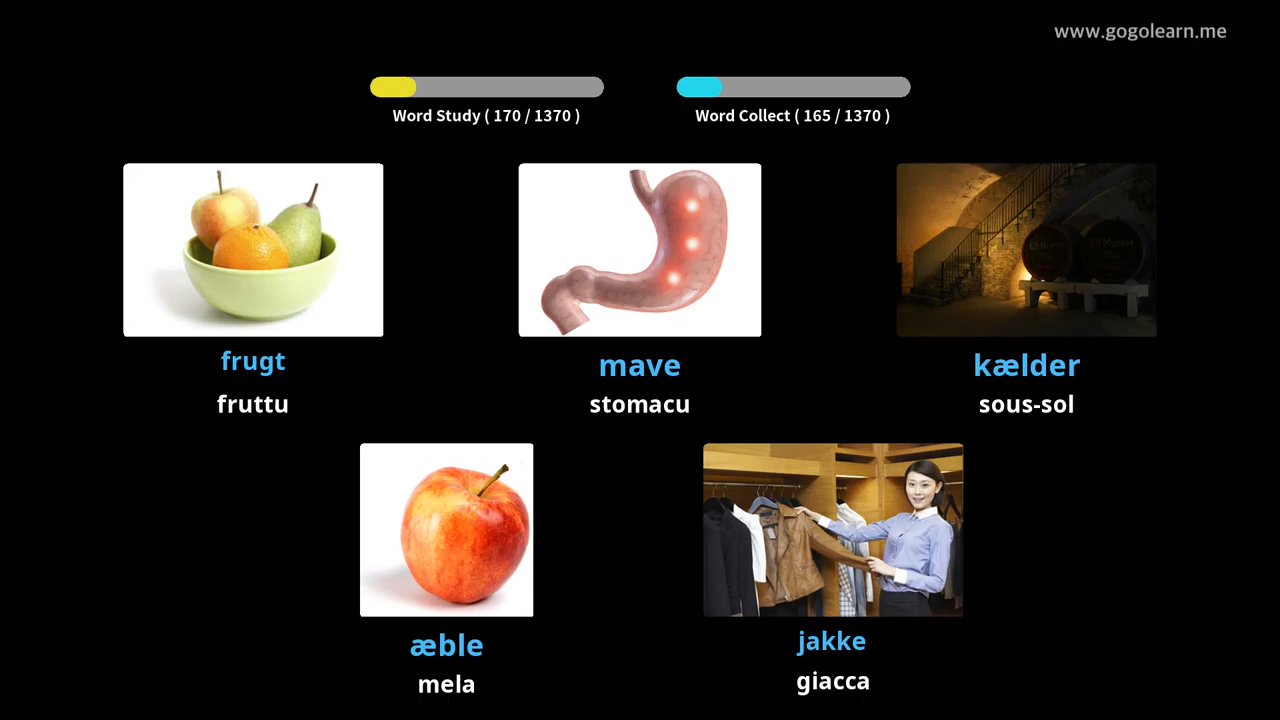 www.gogolearn.me
Word Study ( 170 / 1370 )
Word Collect ( 165 / 1370 )
frugt
mave
kælder
fruttu
stomacu
sous-sol
æble
jakke
mela
giacca